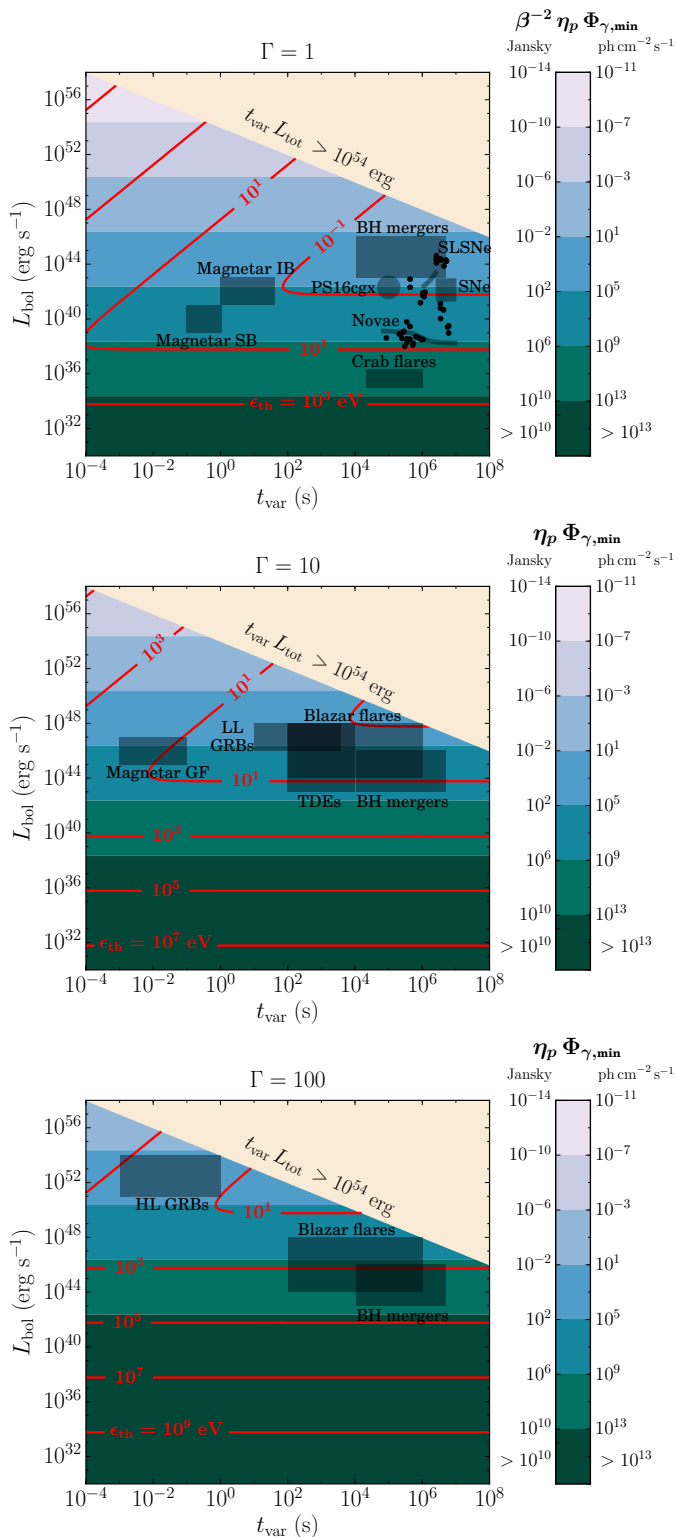 β⁻² ηₚ Φγ,min
Γ = 1
Jansky ph cm⁻² s⁻¹
10⁵⁶
10⁵²
10⁴⁸
10⁴⁴
10⁴⁰
10³⁶
10³²
L_bol (erg s⁻¹)
t_var L_tot > 10⁵⁴ erg
10¹
10⁻¹
BH mergers
SLSNe
Magnetar IB
PS16cgx
SNe
Novae
Magnetar SB
10¹
Crab flares
ϵ_th = 10³ eV
10⁻⁴ 10⁻² 10⁰ 10² 10⁴ 10⁶ 10⁸
t_var (s)
10⁻¹⁴ 10⁻¹¹
10⁻¹⁰ 10⁻⁷
10⁻⁶ 10⁻³
10⁻² 10¹
10² 10⁵
10⁶ 10⁹
10¹⁰ 10¹³
> 10¹⁰ > 10¹³
ηₚ Φγ,min
Γ = 10
Jansky ph cm⁻² s⁻¹
10⁵⁶
10⁵²
10⁴⁸
10⁴⁴
10⁴⁰
10³⁶
10³²
L_bol (erg s⁻¹)
t_var L_tot > 10⁵⁴ erg
10³
10¹
Blazar flares
LL
GRBs
Magnetar GF
10¹
TDEs
BH mergers
10³
10⁵
ϵ_th = 10⁷ eV
10⁻⁴ 10⁻² 10⁰ 10² 10⁴ 10⁶ 10⁸
t_var (s)
10⁻¹⁴ 10⁻¹¹
10⁻¹⁰ 10⁻⁷
10⁻⁶ 10⁻³
10⁻² 10¹
10² 10⁵
10⁶ 10⁹
10¹⁰ 10¹³
> 10¹⁰ > 10¹³
ηₚ Φγ,min
Γ = 100
Jansky ph cm⁻² s⁻¹
10⁵⁶
10⁵²
10⁴⁸
10⁴⁴
10⁴⁰
10³⁶
10³²
L_bol (erg s⁻¹)
t_var L_tot > 10⁵⁴ erg
HL GRBs
10¹
Blazar flares
10³
BH mergers
10⁵
10⁷
ϵ_th = 10⁹ eV
10⁻⁴ 10⁻² 10⁰ 10² 10⁴ 10⁶ 10⁸
t_var (s)
10⁻¹⁴ 10⁻¹¹
10⁻¹⁰ 10⁻⁷
10⁻⁶ 10⁻³
10⁻² 10¹
10² 10⁵
10⁶ 10⁹
10¹⁰ 10¹³
> 10¹⁰ > 10¹³